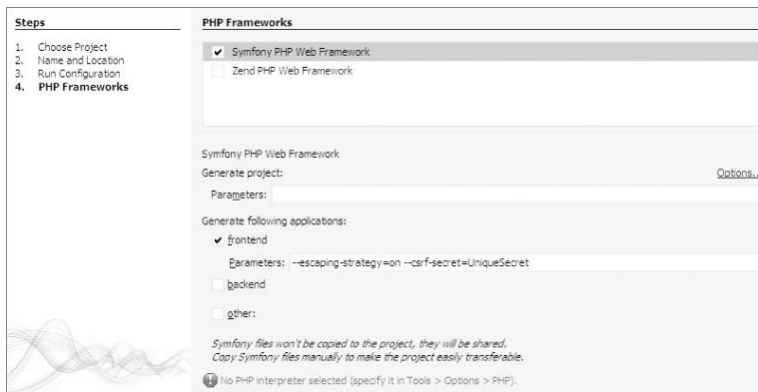 Steps
1. Choose Project
2. Name and Location
3. Run Configuration
4. PHP Frameworks
PHP Frameworks
Symfony PHP Web Framework
Zend PHP Web Framework
Symfony PHP Web Framework
Generate project:
Options...
Parameters:
Generate following applications:
frontend
Parameters: --escaping-strategy=on --csrf-secret=UniqueSecret
backend
other:
Symfony files won't be copied to the project, they will be shared.
Copy Symfony files manually to make the project easily transferable.
No PHP interpreter selected (specify it in Tools > Options > PHP).